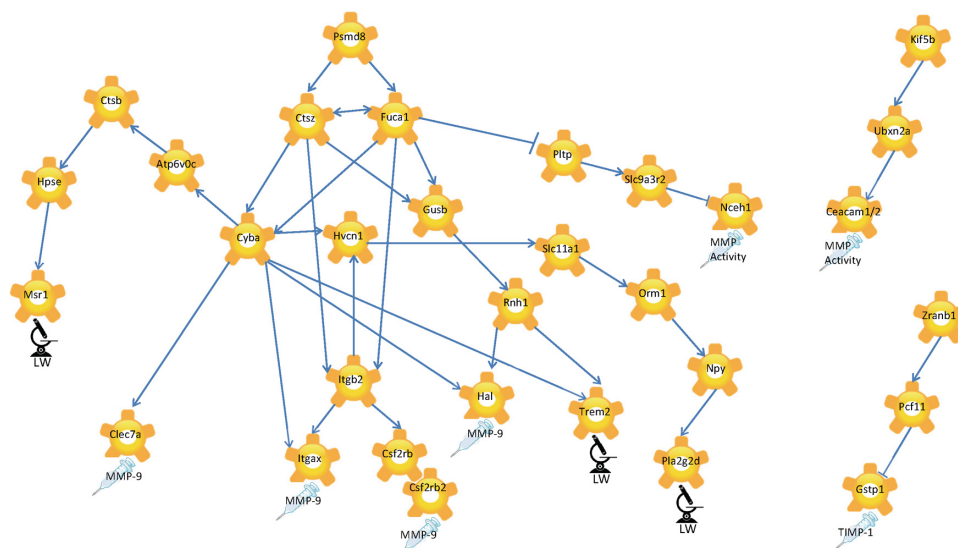 Psmd8
Kif5b
Ctsb
Ctsz
Fuca1
Ubxn2a
Pltp
Atp6v0c
Hpse
Slc9a3r2
Gusb
Nceh1
Ceacam1/2
Cyba
Hvcn1
Slc11a1
MMP
Activity
MMP
Activity
Msr1
Orm1
Rnh1
Zranb1
LW
Itgb2
Npy
Hal
Trem2
Pcf11
Clec7a
MMP-9
Csf2rb
Itgax
Pla2g2d
MMP-9
LW
Csf2rb2
Gstp1
MMP-9
LW
MMP-9
TIMP-1